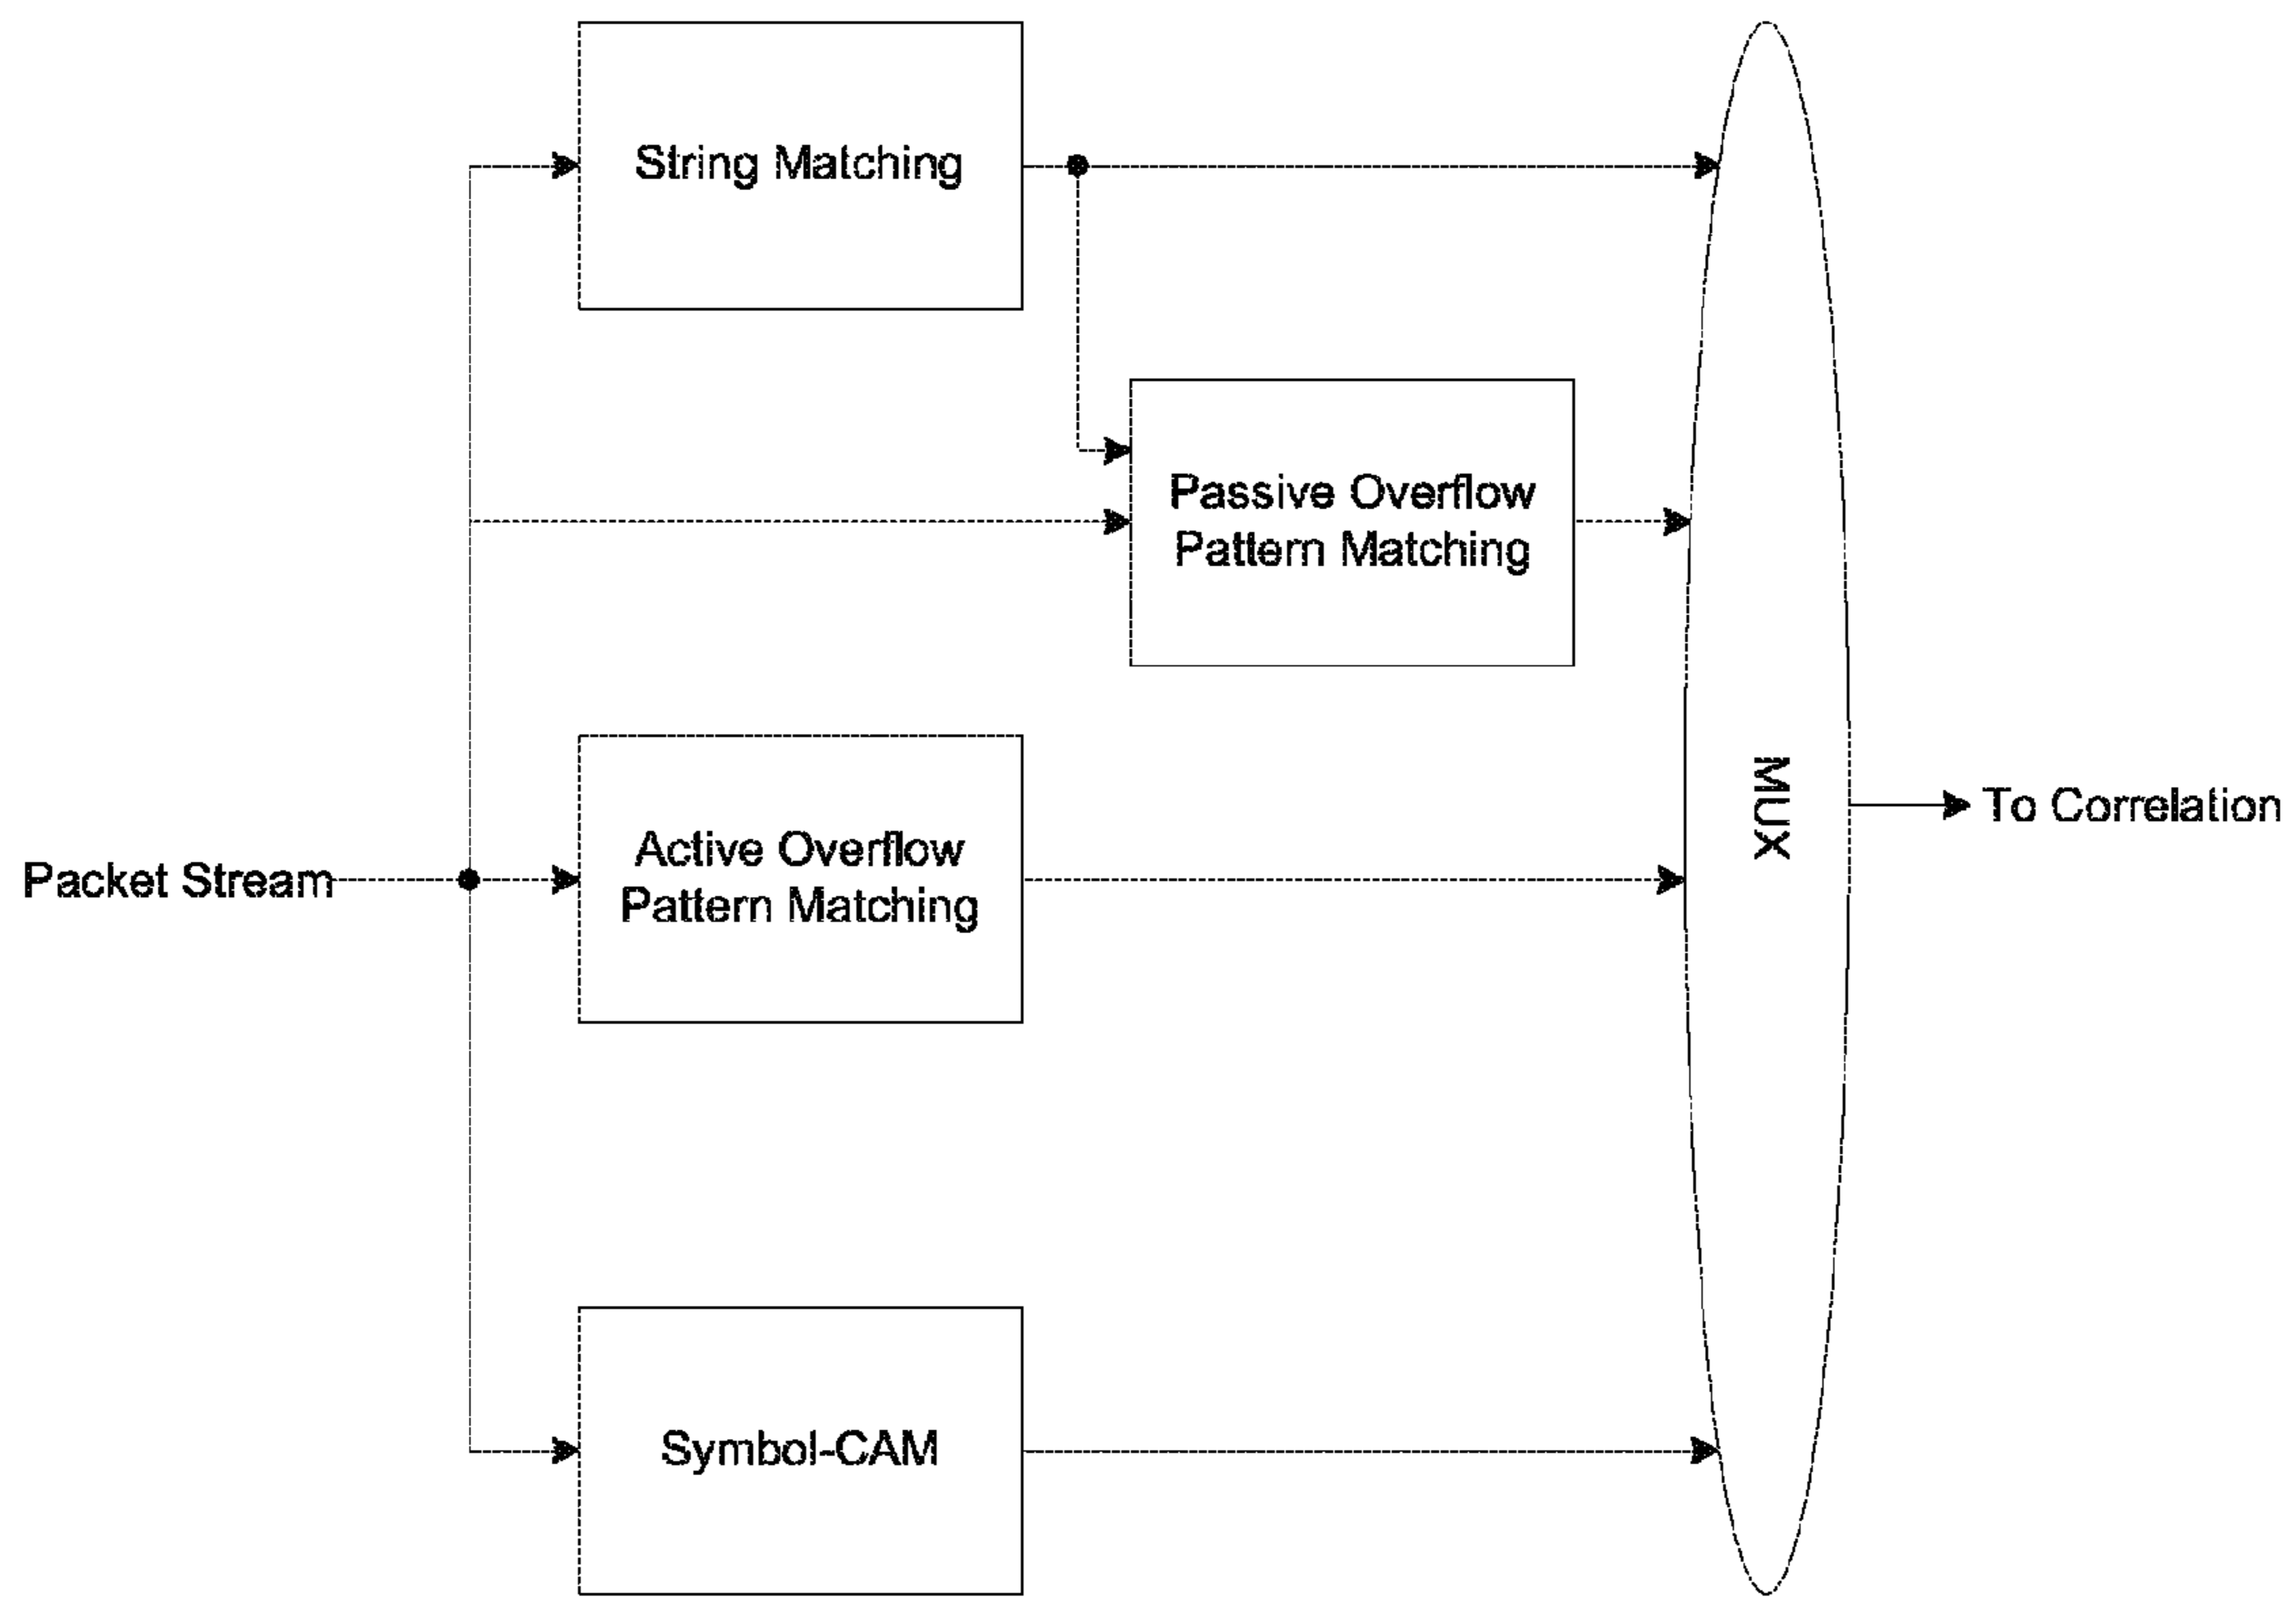 String Matching
Passive Overflow
Pattern Matching
Active Overflow
Pattern Matching
Packet Stream
MUX
To Correlation
Symbol-CAM